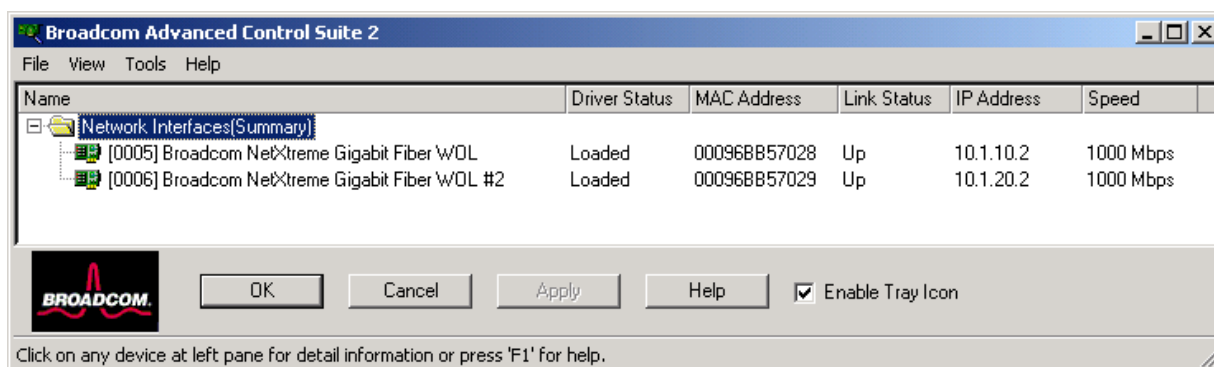 Broadcom Advanced Control Suite 2
File View Tools Help
Name Driver Status MAC Address Link Status IP Address Speed
Network Interfaces(Summary)
[0005] Broadcom NetXtreme Gigabit Fiber WOL Loaded 00096BB57028 Up 10.1.10.2 1000 Mbps
[0006] Broadcom NetXtreme Gigabit Fiber WOL #2 Loaded 00096BB57029 Up 10.1.20.2 1000 Mbps
BROADCOM. OK Cancel Apply Help Enable Tray Icon
Click on any device at left pane for detail information or press 'F1' for help.